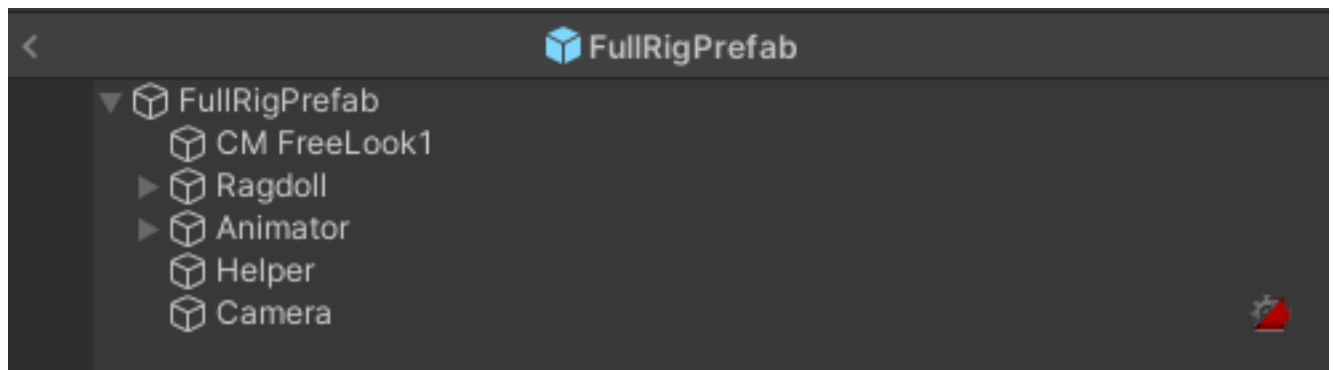 FullRigPrefab
FullRigPrefab
CM FreeLook1
Ragdoll
Animator
Helper
Camera